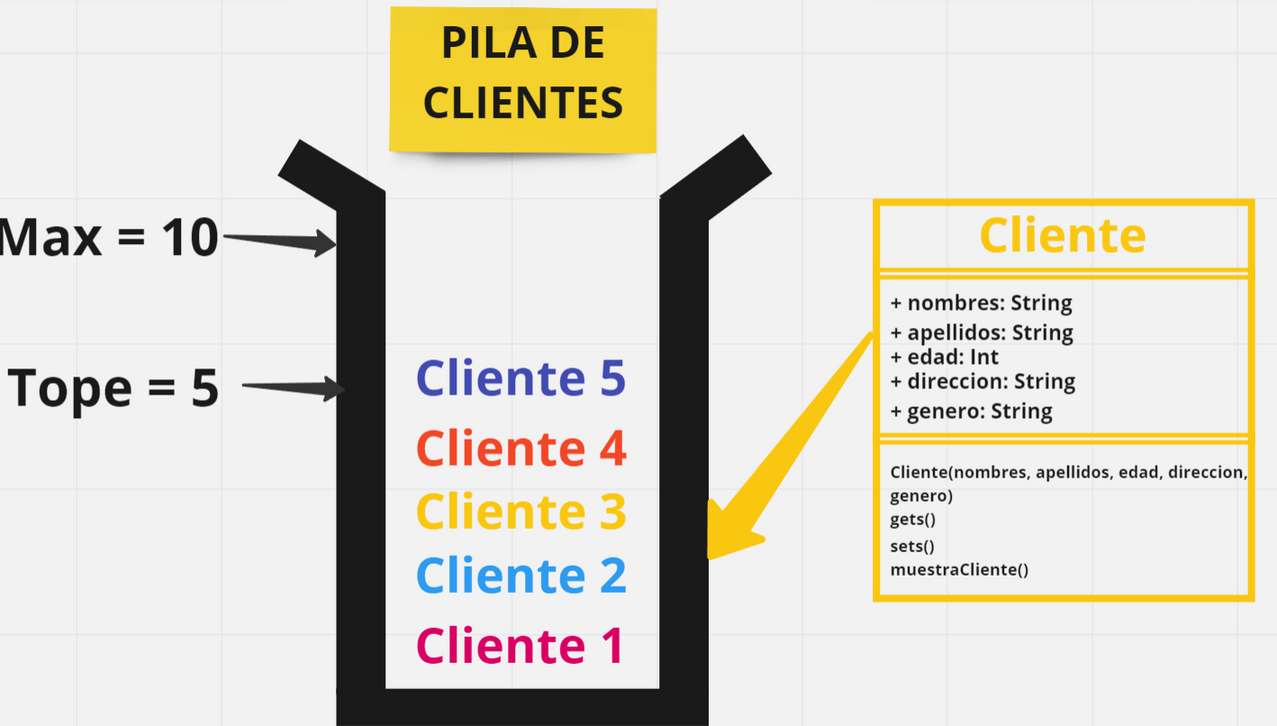 PILA DE
CLIENTES
Max = 10
Tope = 5
Cliente 5
Cliente 4
Cliente 3
Cliente 2
Cliente 1
Cliente
+ nombres: String
+ apellidos: String
+ edad: Int
+ direccion: String
+ genero: String
Cliente(nombres, apellidos, edad, direccion,
genero)
gets()
sets()
muestraCliente()